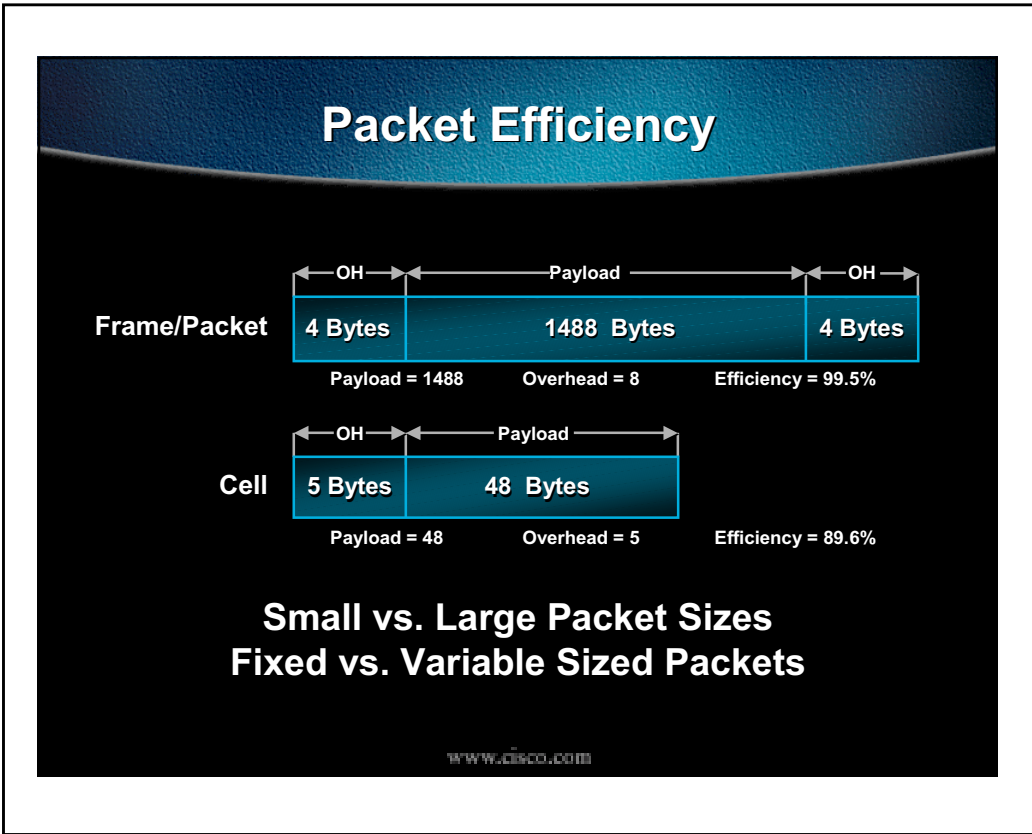 Packet Efficiency
OH Payload OH
Frame/Packet 4 Bytes 1488 Bytes 4 Bytes
Payload = 1488 Overhead = 8 Efficiency = 99.5%
OH Payload
Cell 5 Bytes 48 Bytes
Payload = 48 Overhead = 5 Efficiency = 89.6%
Small vs. Large Packet Sizes
Fixed vs. Variable Sized Packets
www.cisco.com